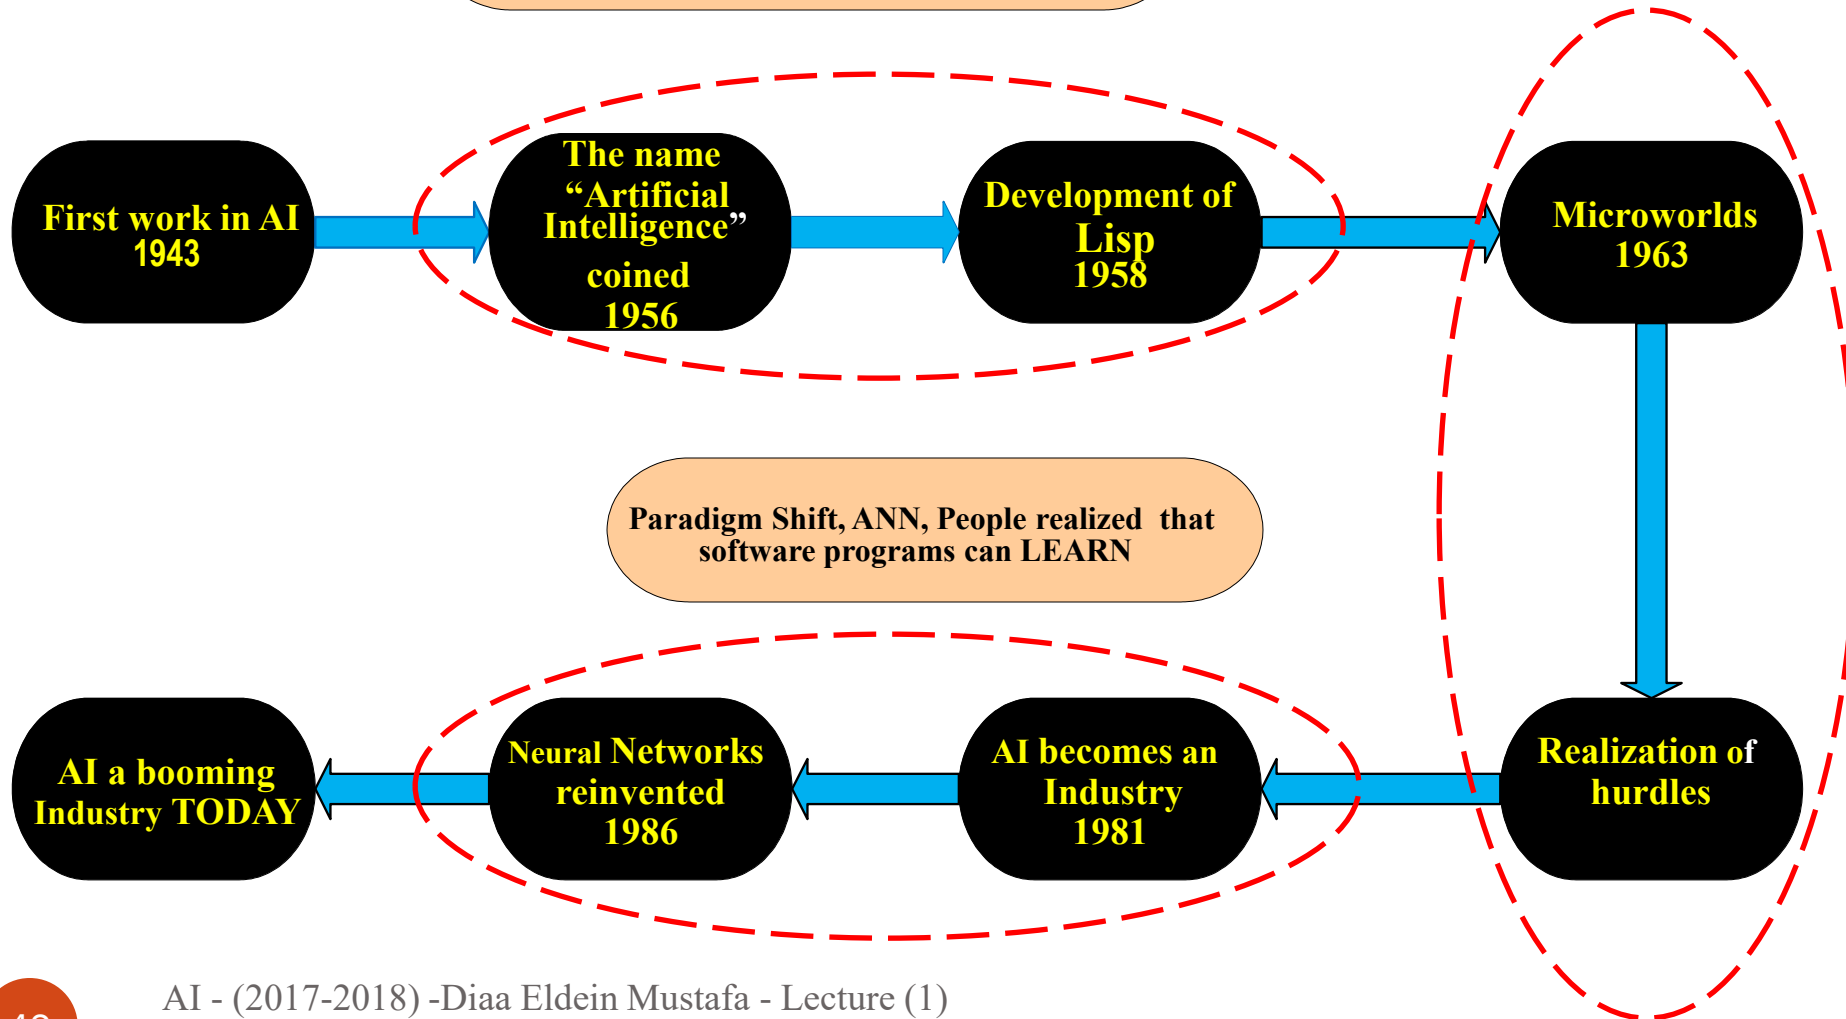 First work in AI
1943
The name
“Artificial
Intelligence”
coined
1956
Development of
Lisp
1958
Microworlds
1963
Paradigm Shift, ANN, People realized that
software programs can LEARN
Realization of
hurdles
AI becomes an
Industry
1981
Neural Networks
reinvented
1986
AI a booming
Industry TODAY
AI - (2017-2018) -Diaa Eldein Mustafa - Lecture (1)